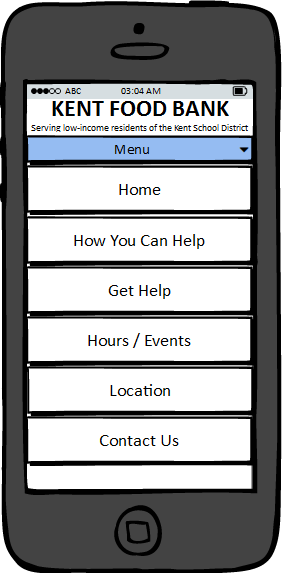 ABC 03:04 AM
KENT FOOD BANK
Serving low-income residents of the Kent School District
Menu
Home
How You Can Help
Get Help
Hours / Events
Location
Contact Us